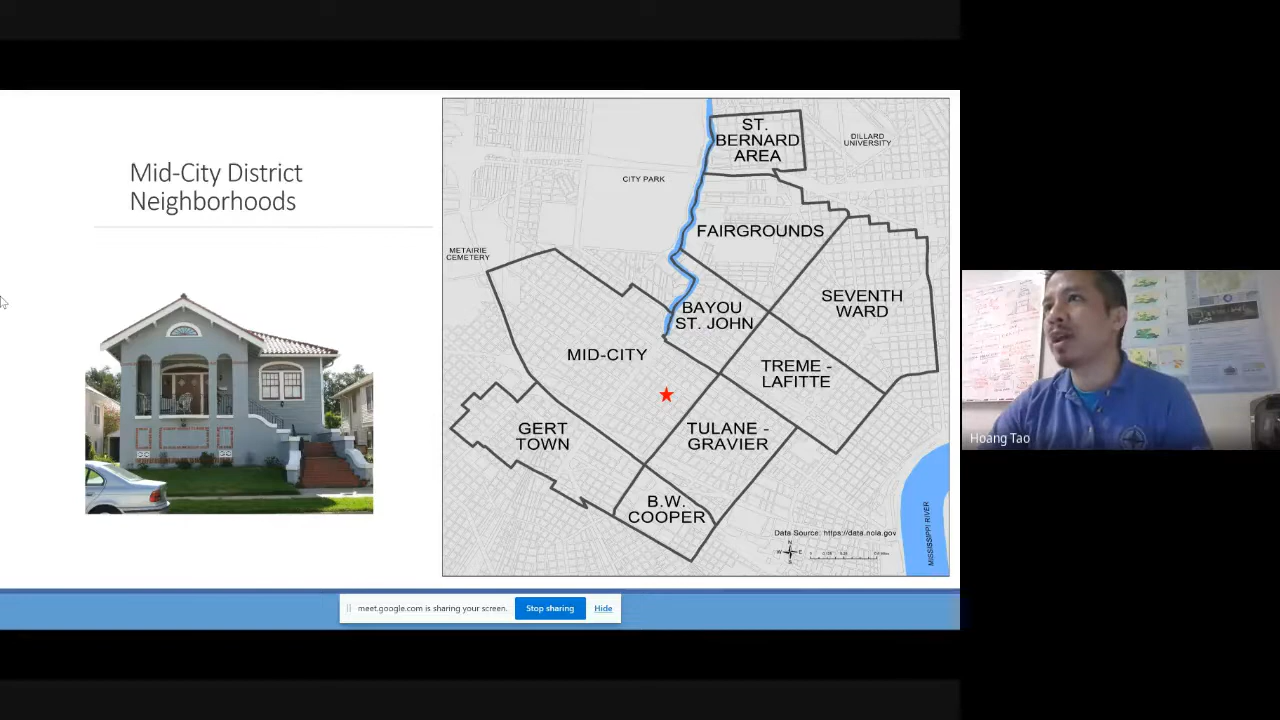 Mid-City District
Neighborhoods
ST.
BERNARD
AREA
DILLARD
UNIVERSITY
CITY PARK
FAIRGROUNDS
METAIRIE
CEMETERY
SEVENTH
WARD
BAYOU
ST. JOHN
MID-CITY
TREME -
LAFITTE
GERT
TOWN
TULANE -
GRAVIER
B.W.
COOPER
MISSISSIPPI RIVER
Data Source: https://data.nola.gov
N
W E
S
Hoang Tao
meet.google.com is sharing your screen.
Stop sharing
Hide